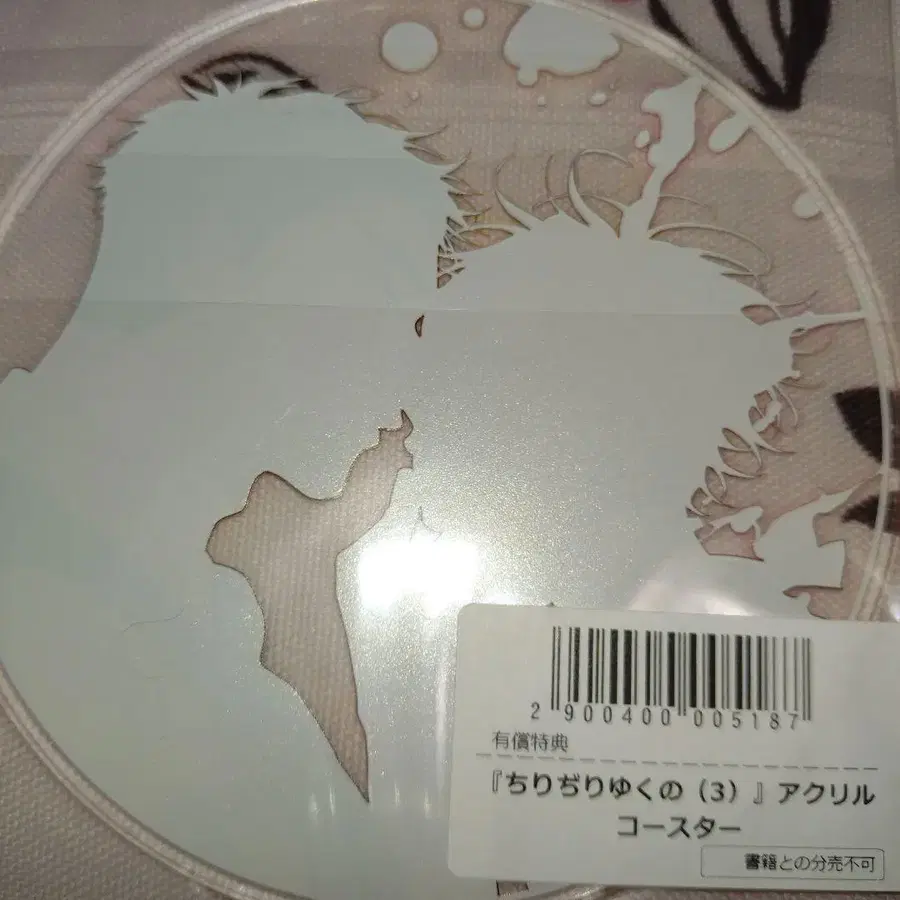 2 900400 005187
有償特典
『ちりぢりゆくの（3）』アクリル
コースター
書籍との分売不可